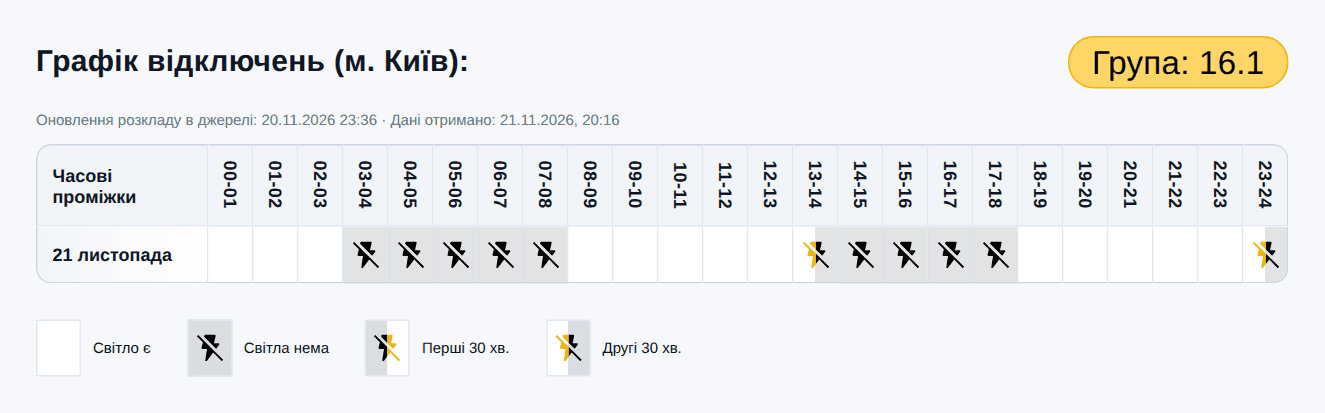 Графік відключень (м. Київ):
Група: 16.1
Оновлення розкладу в джерелі: 20.11.2026 23:36 · Дані отримано: 21.11.2026, 20:16
Часові
проміжки
00-01
01-02
02-03
03-04
04-05
05-06
06-07
07-08
08-09
09-10
10-11
11-12
12-13
13-14
14-15
15-16
16-17
17-18
18-19
19-20
20-21
21-22
22-23
23-24
21 листопада
Світло є
Світла нема
Перші 30 хв.
Другі 30 хв.